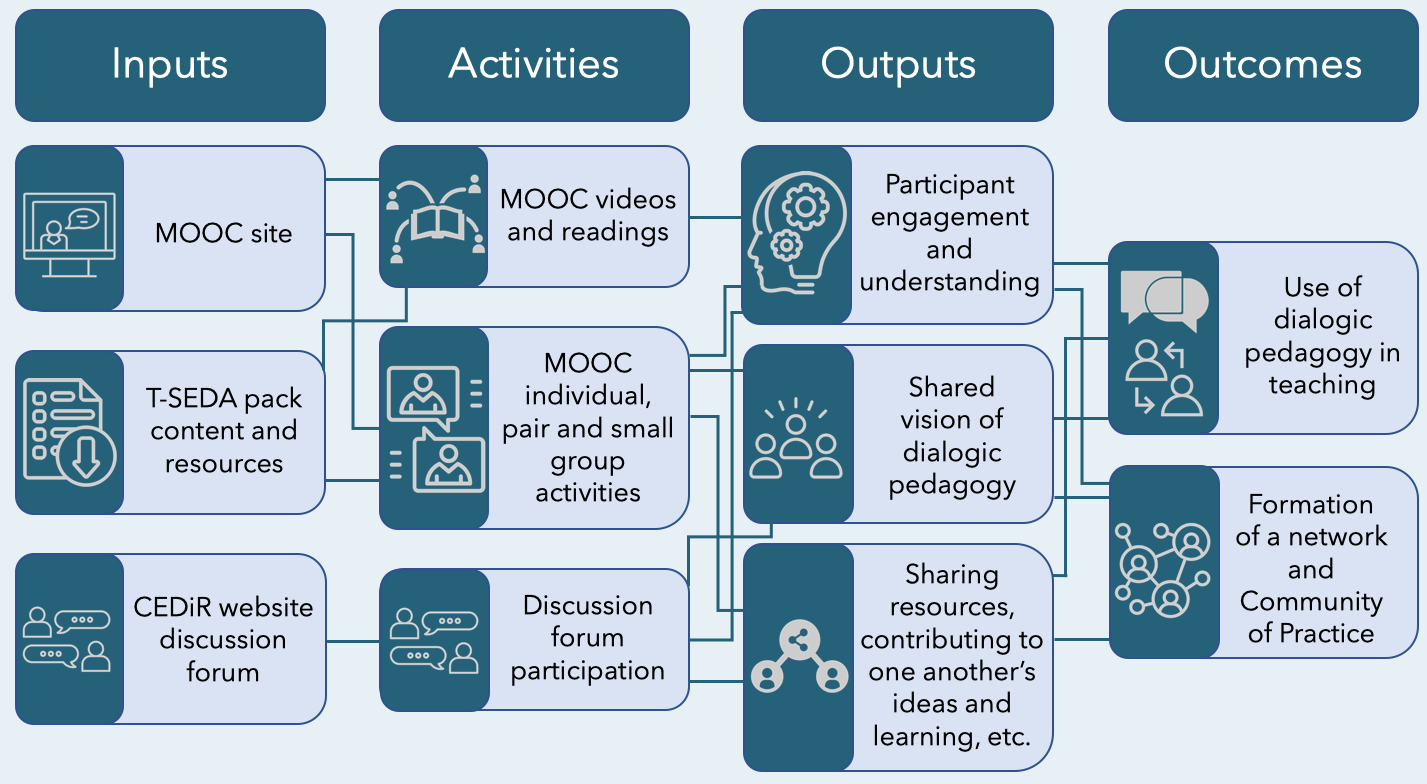 Inputs
Activities
Outputs
Outcomes
MOOC site
T-SEDA pack
content and
resources
CEDiR website
discussion
forum
MOOC videos
and readings
MOOC
individual,
pair and small
group
activities
Discussion
forum
participation
Participant
engagement
and
understanding
Shared
vision of
dialogic
pedagogy
Sharing
resources,
contributing to
one another’s
ideas and
learning, etc.
Use of
dialogic
pedagogy in
teaching
Formation
of a network
and
Community
of Practice